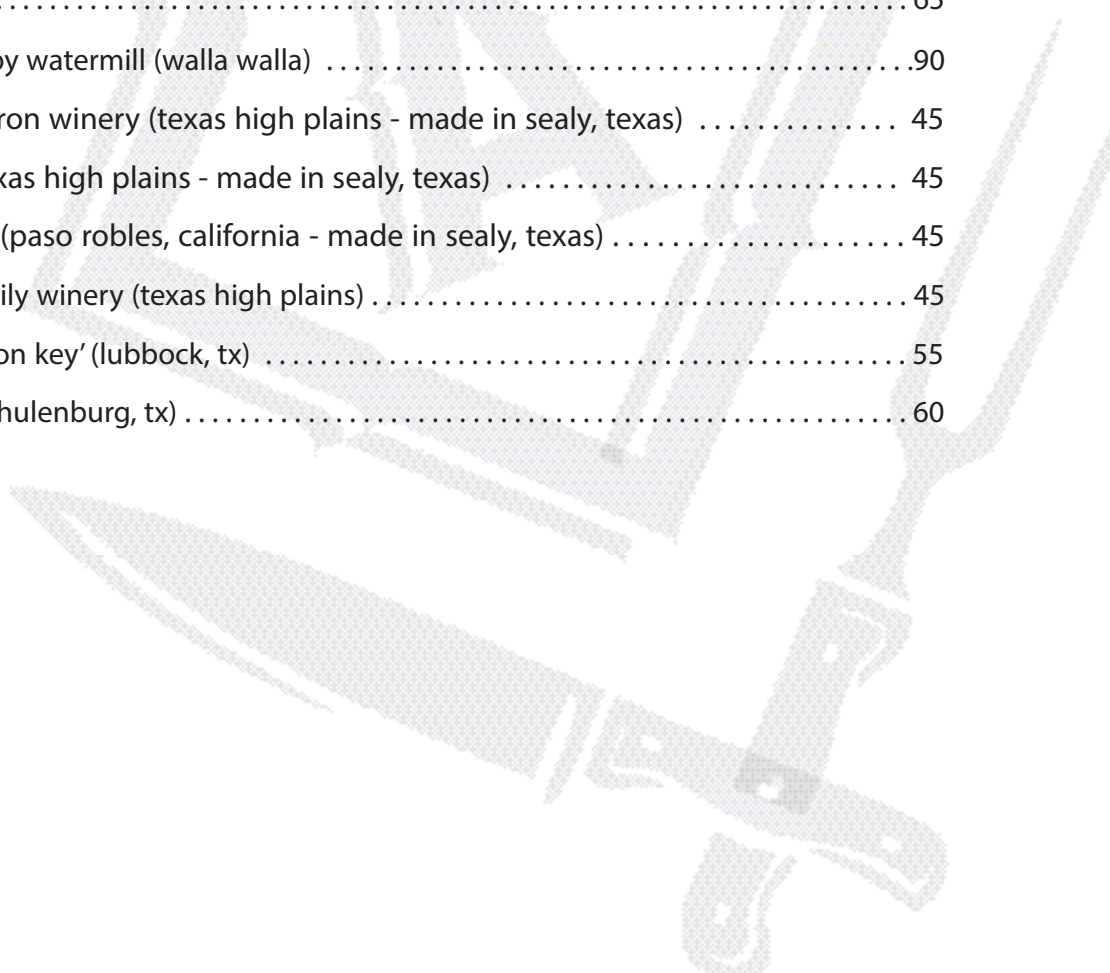 65
by watermill (walla walla) ........................................90
ron winery (texas high plains - made in sealy, texas) .............. 45
xas high plains - made in sealy, texas) ........................... 45
(paso robles, california - made in sealy, texas) .................... 45
ily winery (texas high plains) ..................................... 45
on key' (lubbock, tx) ............................................ 55
hulenburg, tx) .................................................. 60